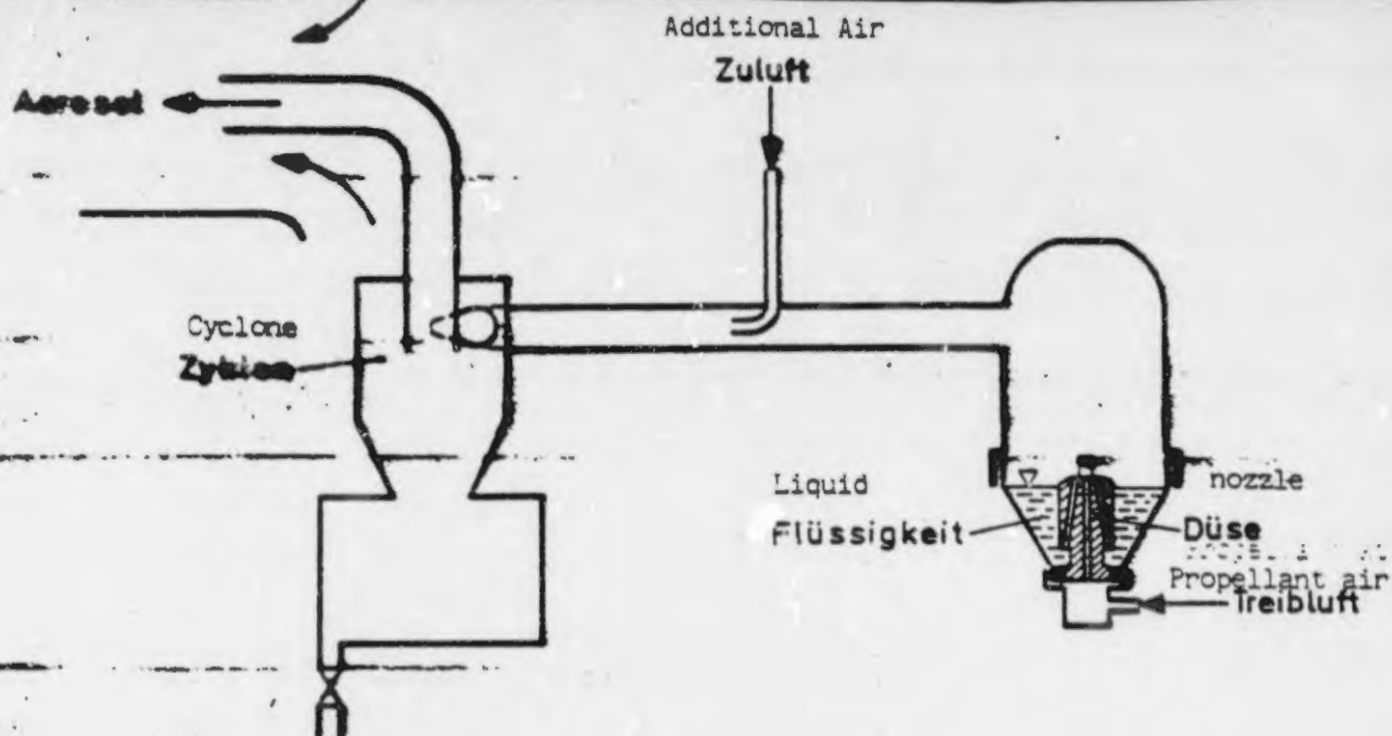 Additional Air
Zuluft
Aerosol
Cyclone
Zyklon
Liquid
Flüssigkeit
nozzle
Düse
Propellant air
Treibluft